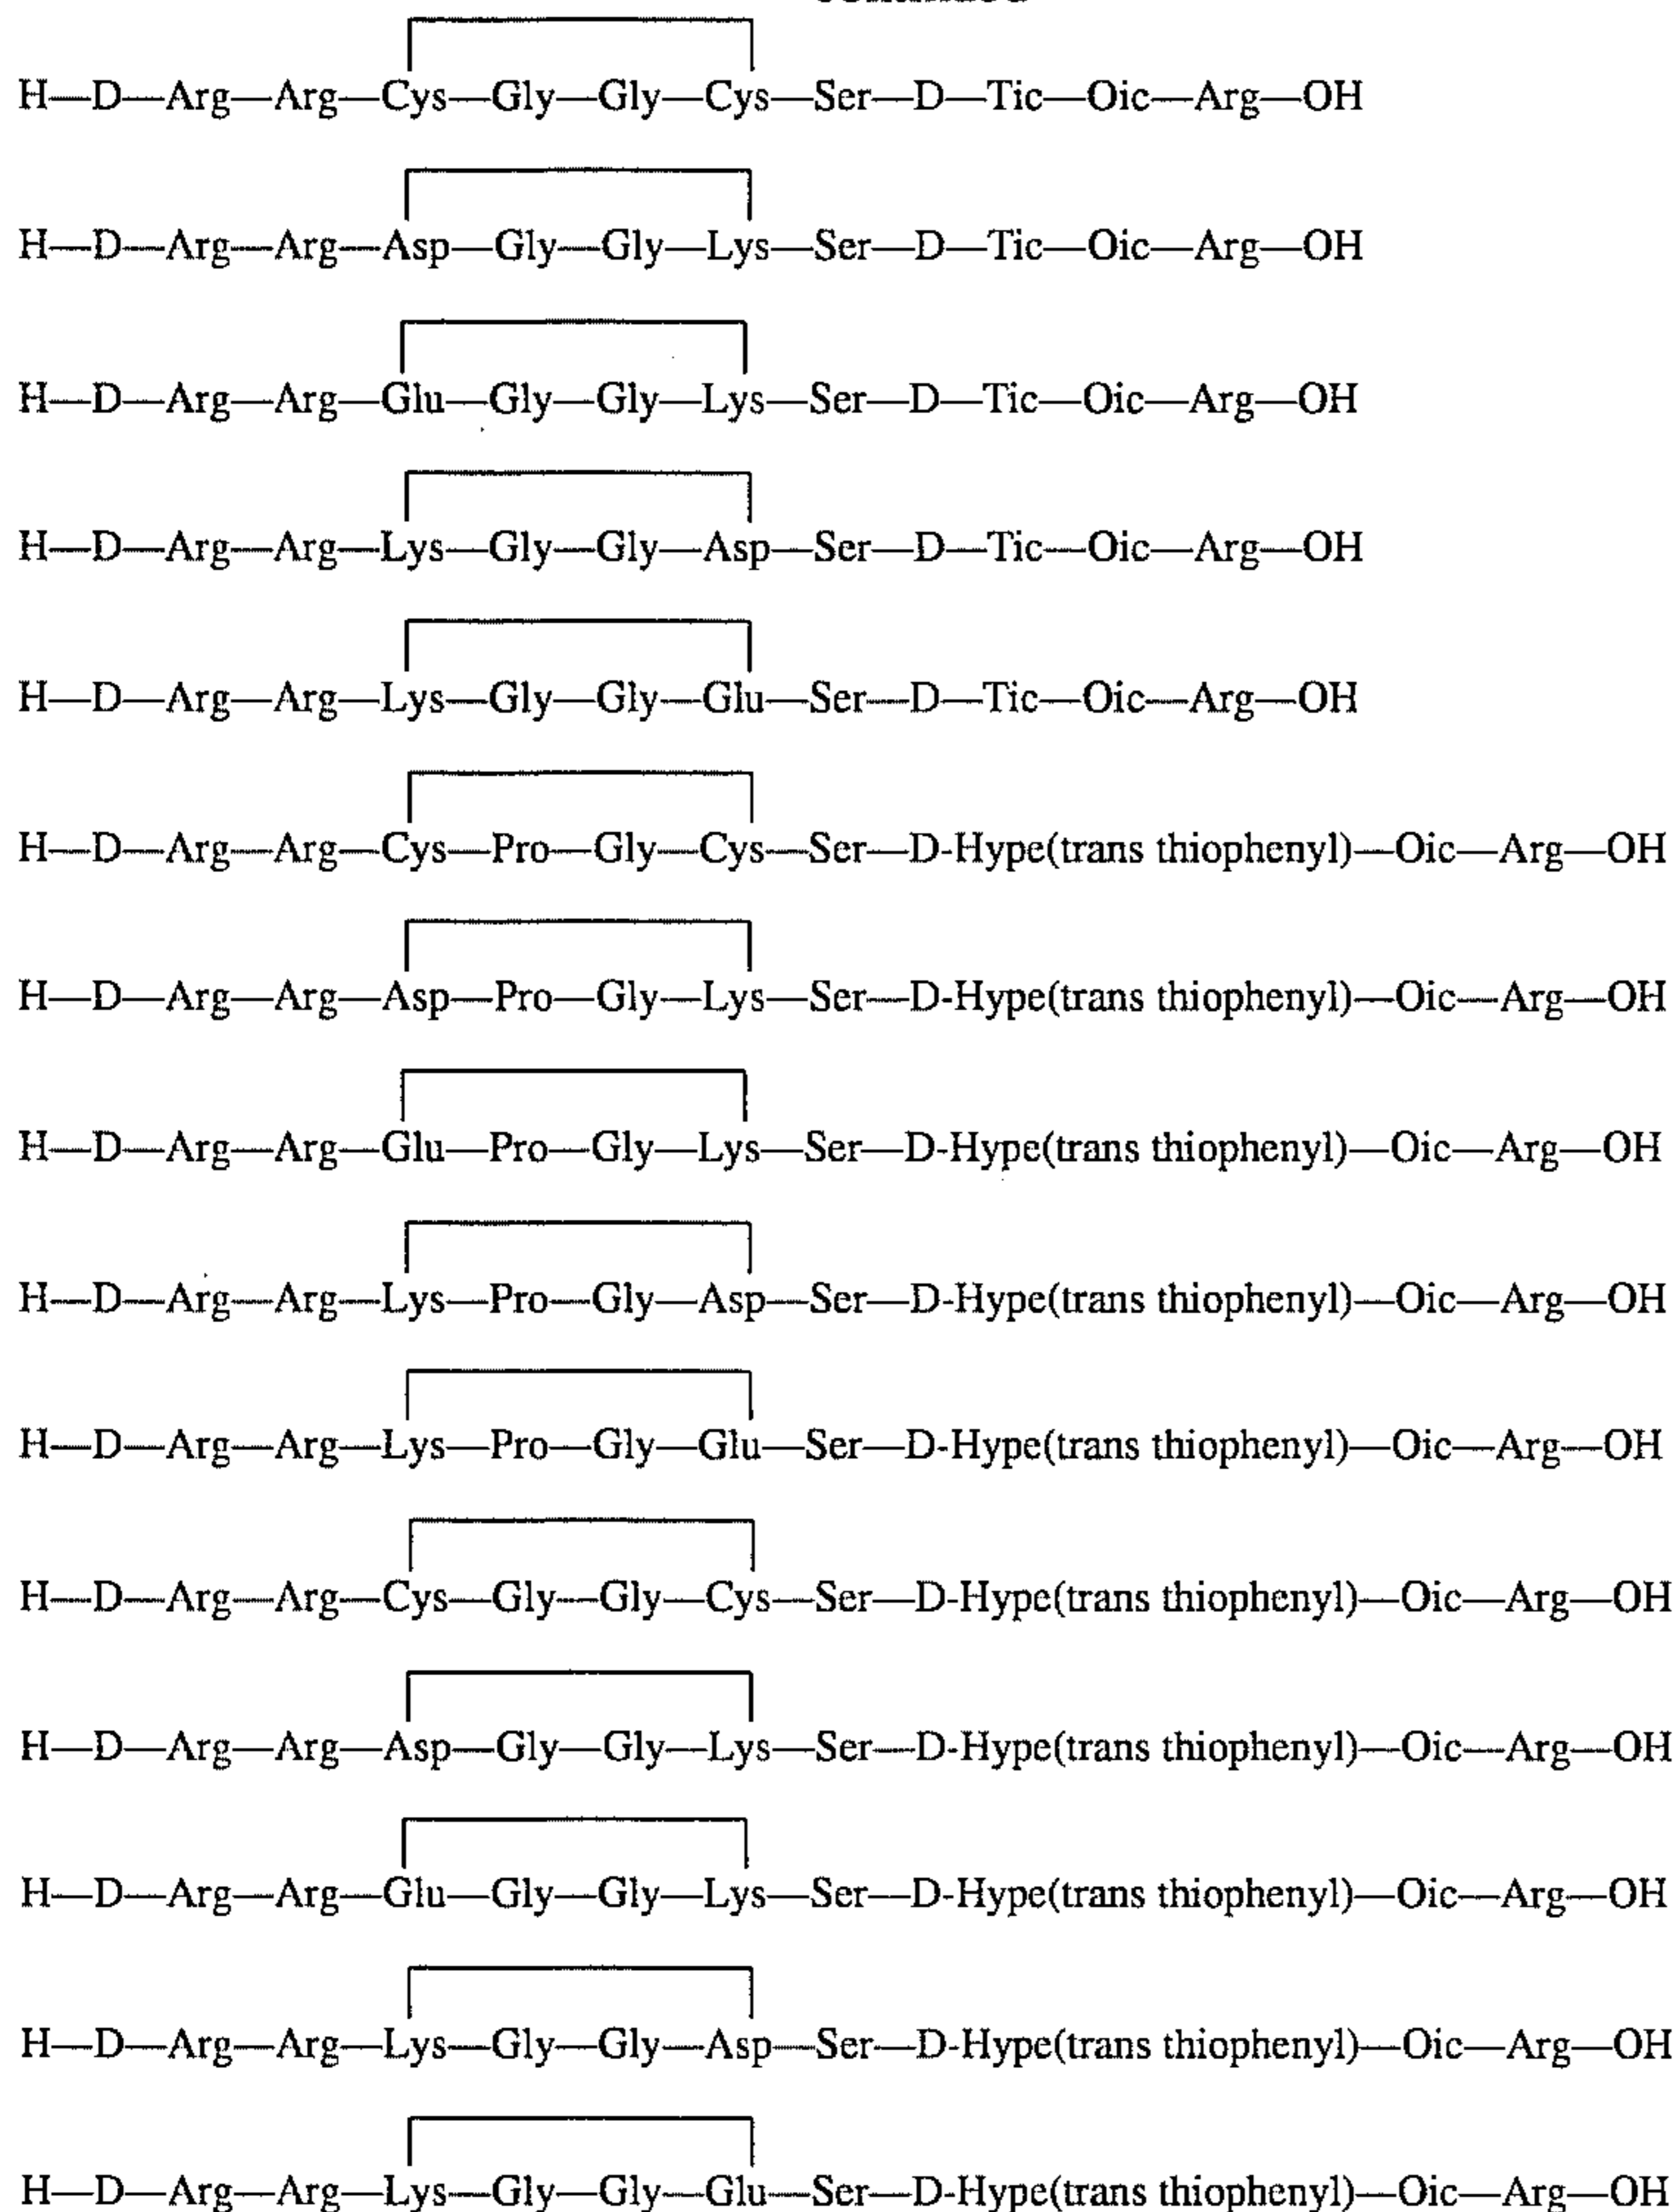 H—D—Arg—Arg—Cys—Gly—Gly—Cys—Ser—D—Tic—Oic—Arg—OH
H—D—Arg—Arg—Asp—Gly—Gly—Lys—Ser—D—Tic—Oic—Arg—OH
H—D—Arg—Arg—Glu—Gly—Gly—Lys—Ser—D—Tic—Oic—Arg—OH
H—D—Arg—Arg—Lys—Gly—Gly—Asp—Ser—D—Tic—Oic—Arg—OH
H—D—Arg—Arg—Lys—Gly—Gly—Glu—Ser—D—Tic—Oic—Arg—OH
H—D—Arg—Arg—Cys—Pro—Gly—Cys—Ser—D-Hype(trans thiophenyl)—Oic—Arg—OH
H—D—Arg—Arg—Asp—Pro—Gly—Lys—Ser—D-Hype(trans thiophenyl)—Oic—Arg—OH
H—D—Arg—Arg—Glu—Pro—Gly—Lys—Ser—D-Hype(trans thiophenyl)—Oic—Arg—OH
H—D—Arg—Arg—Lys—Pro—Gly—Asp—Ser—D-Hype(trans thiophenyl)—Oic—Arg—OH
H—D—Arg—Arg—Lys—Pro—Gly—Glu—Ser—D-Hype(trans thiophenyl)—Oic—Arg—OH
H—D—Arg—Arg—Cys—Gly—Gly—Cys—Ser—D-Hype(trans thiophenyl)—Oic—Arg—OH
H—D—Arg—Arg—Asp—Gly—Gly—Lys—Ser—D-Hype(trans thiophenyl)—Oic—Arg—OH
H—D—Arg—Arg—Glu—Gly—Gly—Lys—Ser—D-Hype(trans thiophenyl)—Oic—Arg—OH
H—D—Arg—Arg—Lys—Gly—Gly—Asp—Ser—D-Hype(trans thiophenyl)—Oic—Arg—OH
H—D—Arg—Arg—Lys—Gly—Gly—Glu—Ser—D-Hype(trans thiophenyl)—Oic—Arg—OH